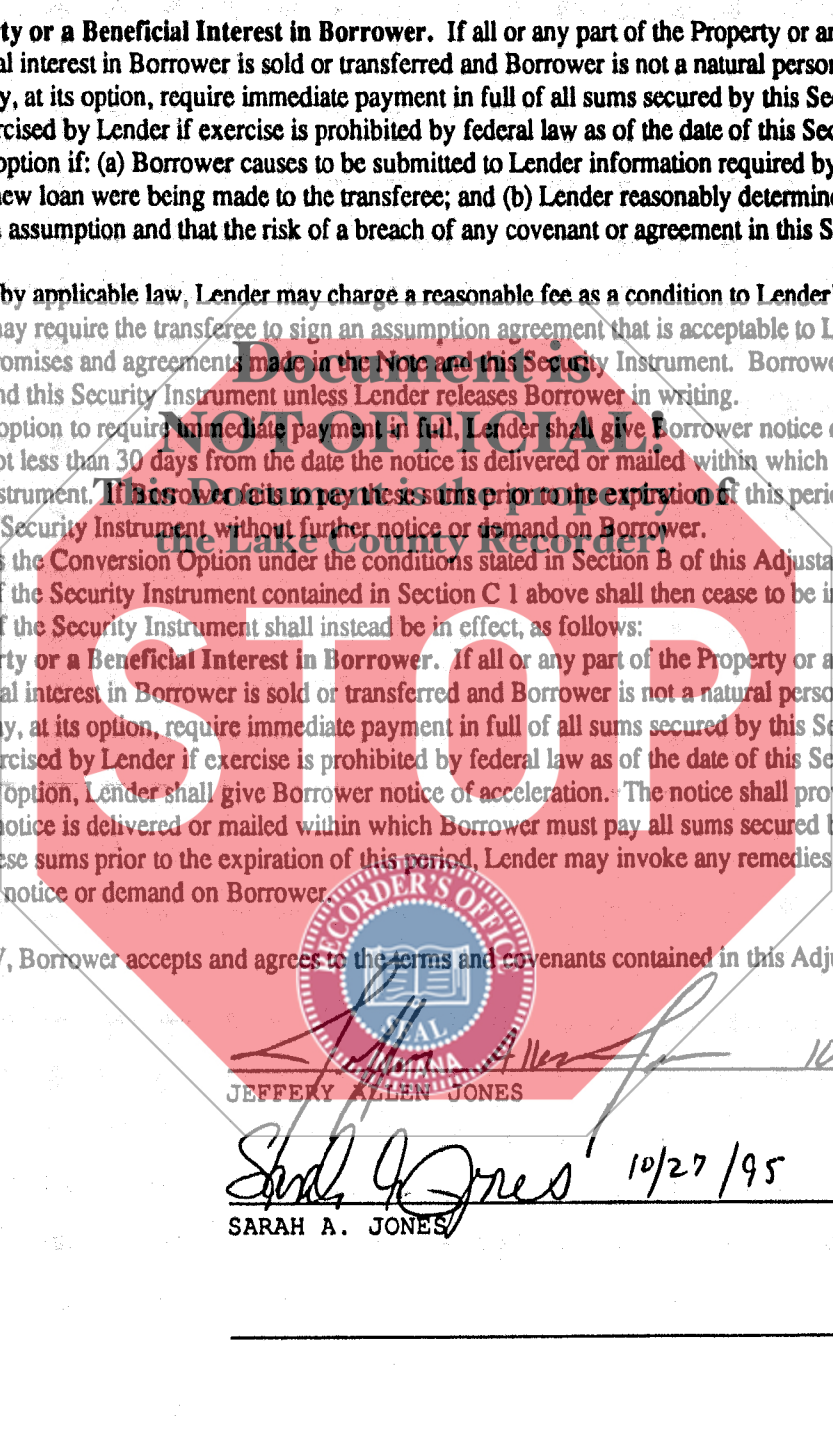 ty or a Beneficial Interest in Borrower. If all or any part of the Property or an
al interest in Borrower is sold or transferred and Borrower is not a natural person
y, at its option, require immediate payment in full of all sums secured by this Sec
rcised by Lender if exercise is prohibited by federal law as of the date of this Sec
option if: (a) Borrower causes to be submitted to Lender information required by
new loan were being made to the transferee; and (b) Lender reasonably determine
assumption and that the risk of a breach of any covenant or agreement in this S
by applicable law, Lender may charge a reasonable fee as a condition to Lender'
ay require the transferee to sign an assumption agreement that is acceptable to L
omises and agreements made in the Note and this Security Instrument. Borrowe
Document is
nd this Security Instrument unless Lender releases Borrower in writing.
NOT OFFICIAL!
option to require immediate payment in full, Lender shall give Borrower notice
ot less than 30 days from the date the notice is delivered or mailed within which
This Document is the property of
strument. If Borrower fails to pay these sums prior to the expiration of this perio
Security Instrument without further notice or demand on Borrower.
the Lake County Recorder!
s the Conversion Option under the conditions stated in Section B of this Adjusta
f the Security Instrument contained in Section C 1 above shall then cease to be i
f the Security Instrument shall instead be in effect, as follows:
STOP
rty or a Beneficial Interest in Borrower. If all or any part of the Property or a
al interest in Borrower is sold or transferred and Borrower is not a natural perso
y, at its option, require immediate payment in full of all sums secured by this Se
rcised by Lender if exercise is prohibited by federal law as of the date of this Se
option, Lender shall give Borrower notice of acceleration. The notice shall pro
notice is delivered or mailed within which Borrower must pay all sums secured b
ese sums prior to the expiration of this period, Lender may invoke any remedies
notice or demand on Borrower.
RECORDER'S OFFICE
, Borrower accepts and agrees to the terms and covenants contained in this Adju
SEAL
INDIANA
Jeffery Allen Jones 10
JEFFERY ALLEN JONES
Sarah A. Jones 10/27/95
SARAH A. JONES